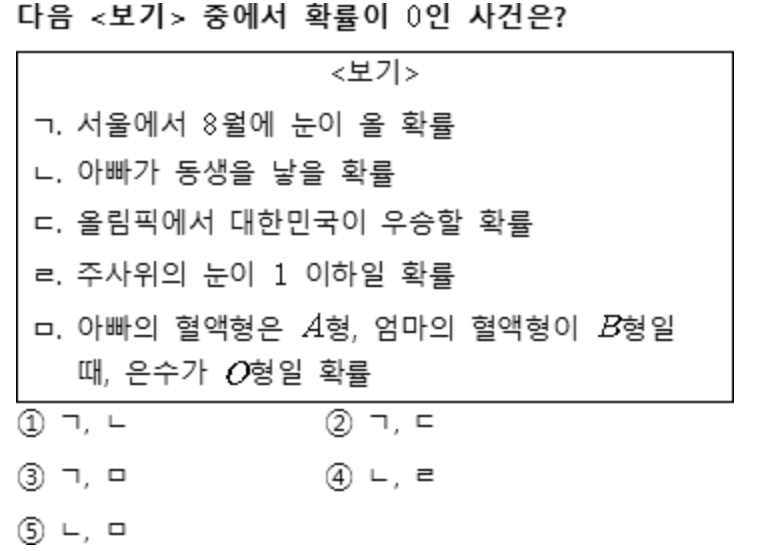 다음 <보기> 중에서 확률이 0인 사건은?
<보기>
ㄱ. 서울에서 8월에 눈이 올 확률
ㄴ. 아빠가 동생을 낳을 확률
ㄷ. 올림픽에서 대한민국이 우승할 확률
ㄹ. 주사위의 눈이 1 이하일 확률
ㅁ. 아빠의 혈액형은 A형, 엄마의 혈액형이 B형일
때, 은수가 O형일 확률
① ㄱ, ㄴ ② ㄱ, ㄷ
③ ㄱ, ㅁ ④ ㄴ, ㄹ
⑤ ㄴ, ㅁ